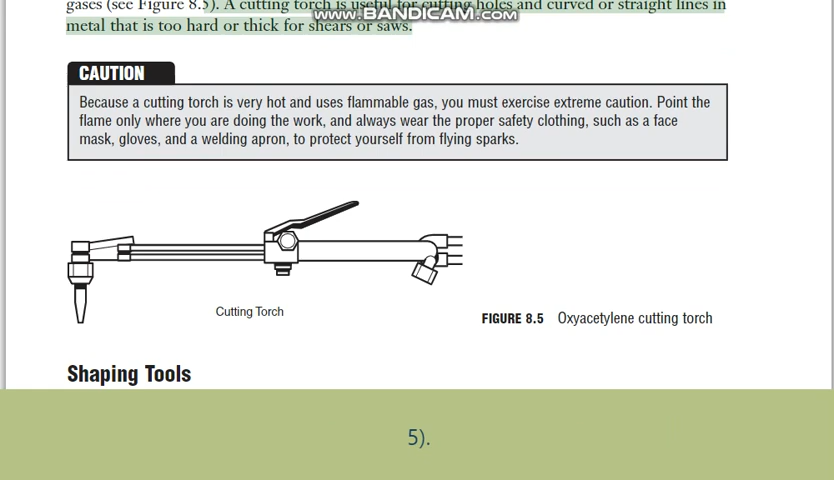 gases (see Figure 8.5). A cutting torch is useful for cutting holes and curved or straight lines in
www.BANDICAM.com
metal that is too hard or thick for shears or saws.
CAUTION
Because a cutting torch is very hot and uses flammable gas, you must exercise extreme caution. Point the
flame only where you are doing the work, and always wear the proper safety clothing, such as a face
mask, gloves, and a welding apron, to protect yourself from flying sparks.
Cutting Torch
FIGURE 8.5 Oxyacetylene cutting torch
Shaping Tools
5).